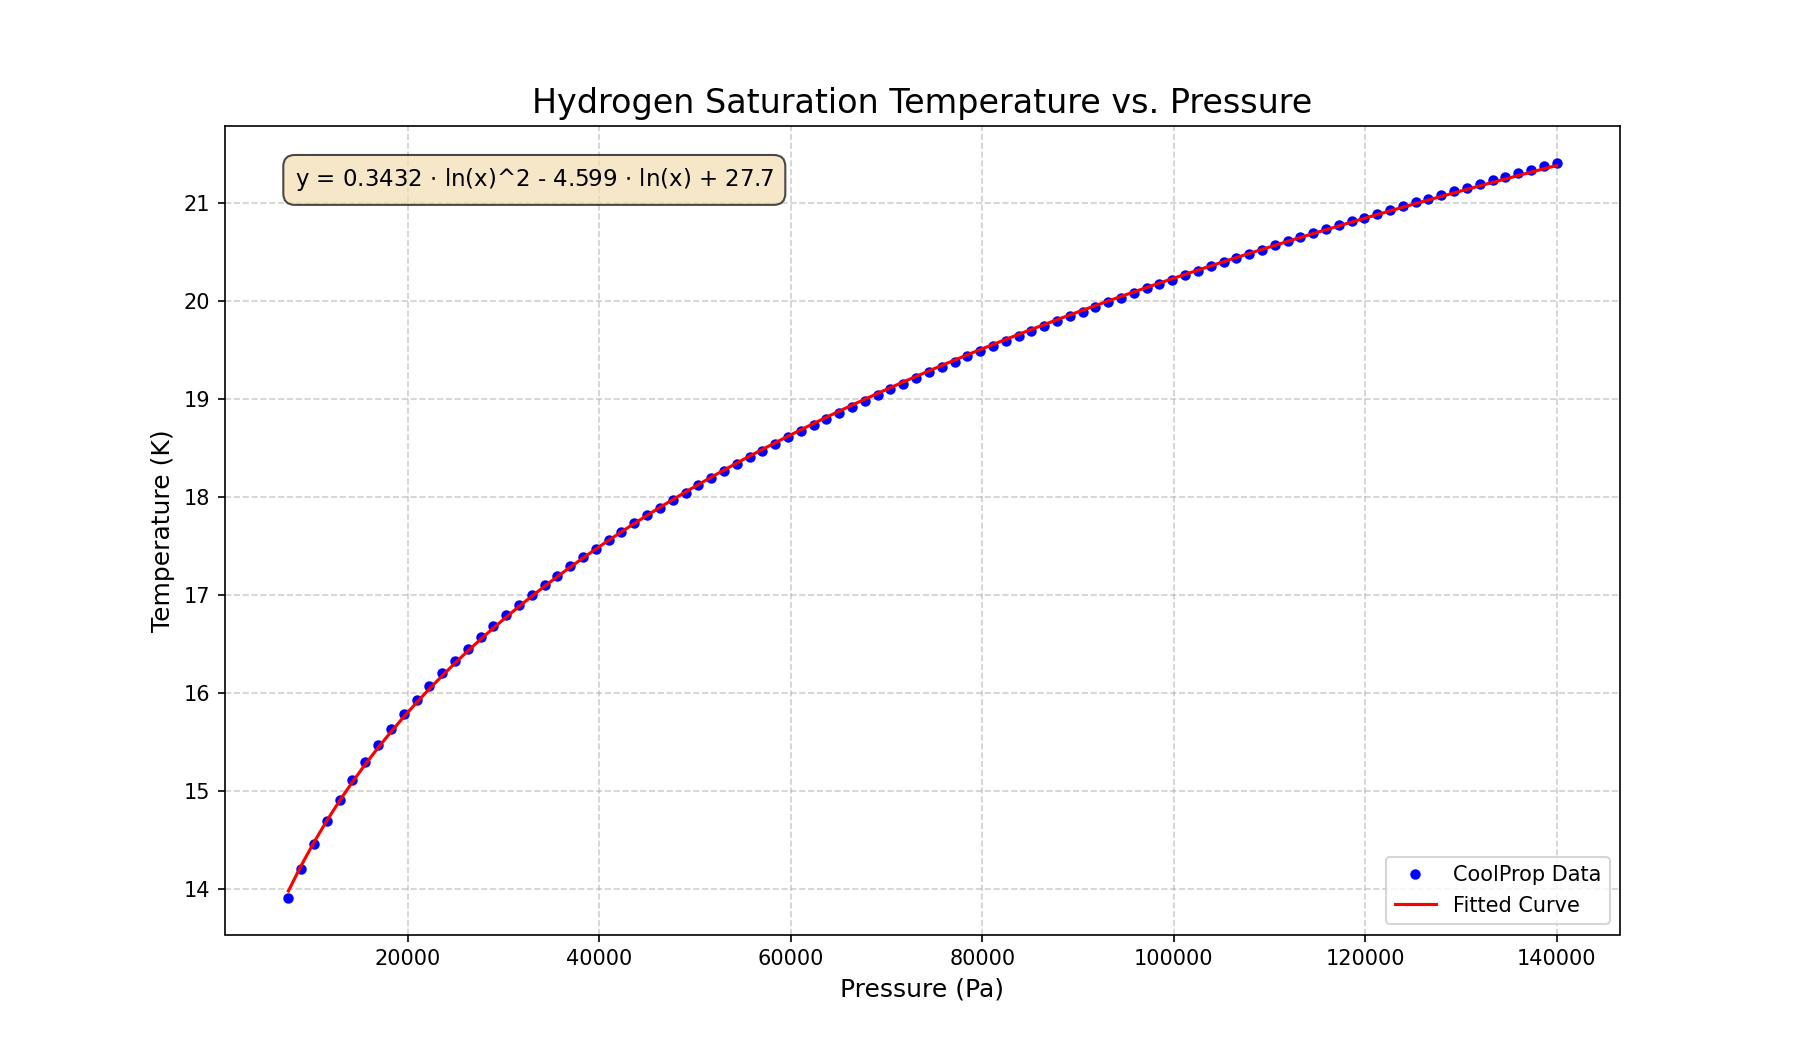 Hydrogen Saturation Temperature vs. Pressure
y = 0.3432 · ln(x)^2 - 4.599 · ln(x) + 27.7
21
20
19
18
17
16
15
14
Temperature (K)
CoolProp Data
Fitted Curve
20000 40000 60000 80000 100000 120000 140000
Pressure (Pa)